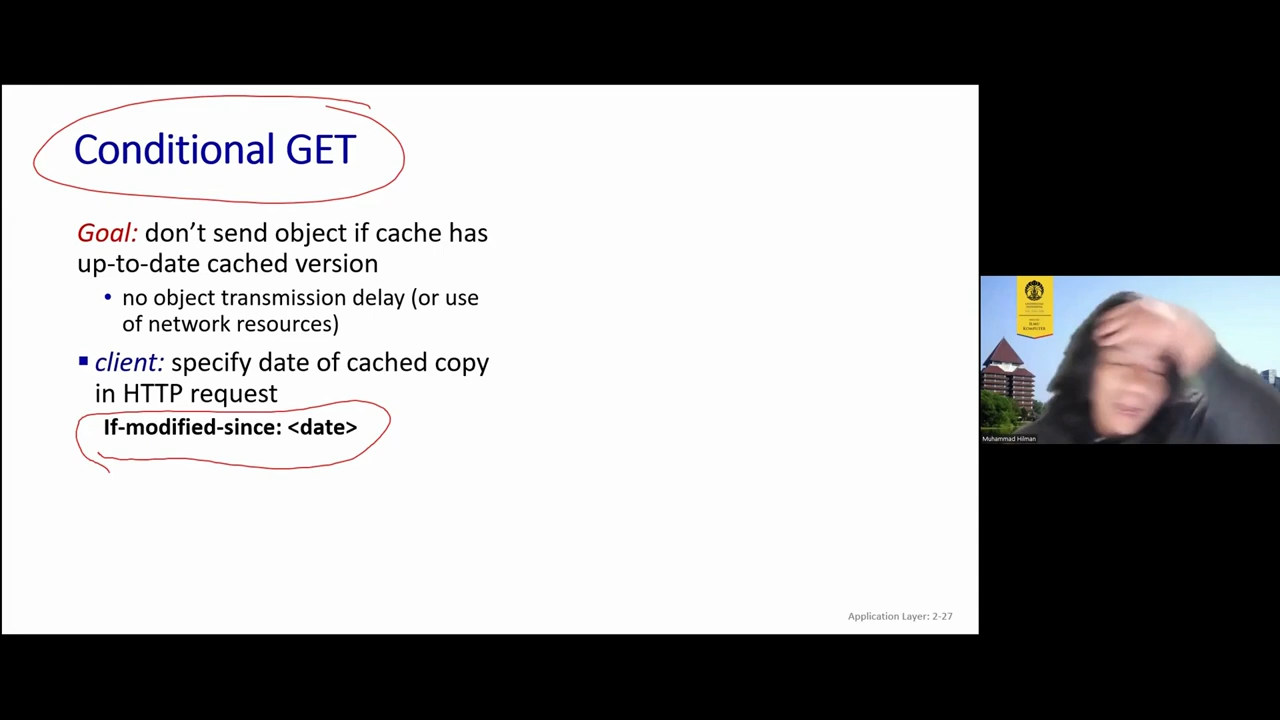 Conditional GET
Goal: don’t send object if cache has
up-to-date cached version
• no object transmission delay (or use
of network resources)
▪ client: specify date of cached copy
in HTTP request
If-modified-since: <date>
Application Layer: 2-27
ILMU
KOMPUTER
Muhammad Hilman